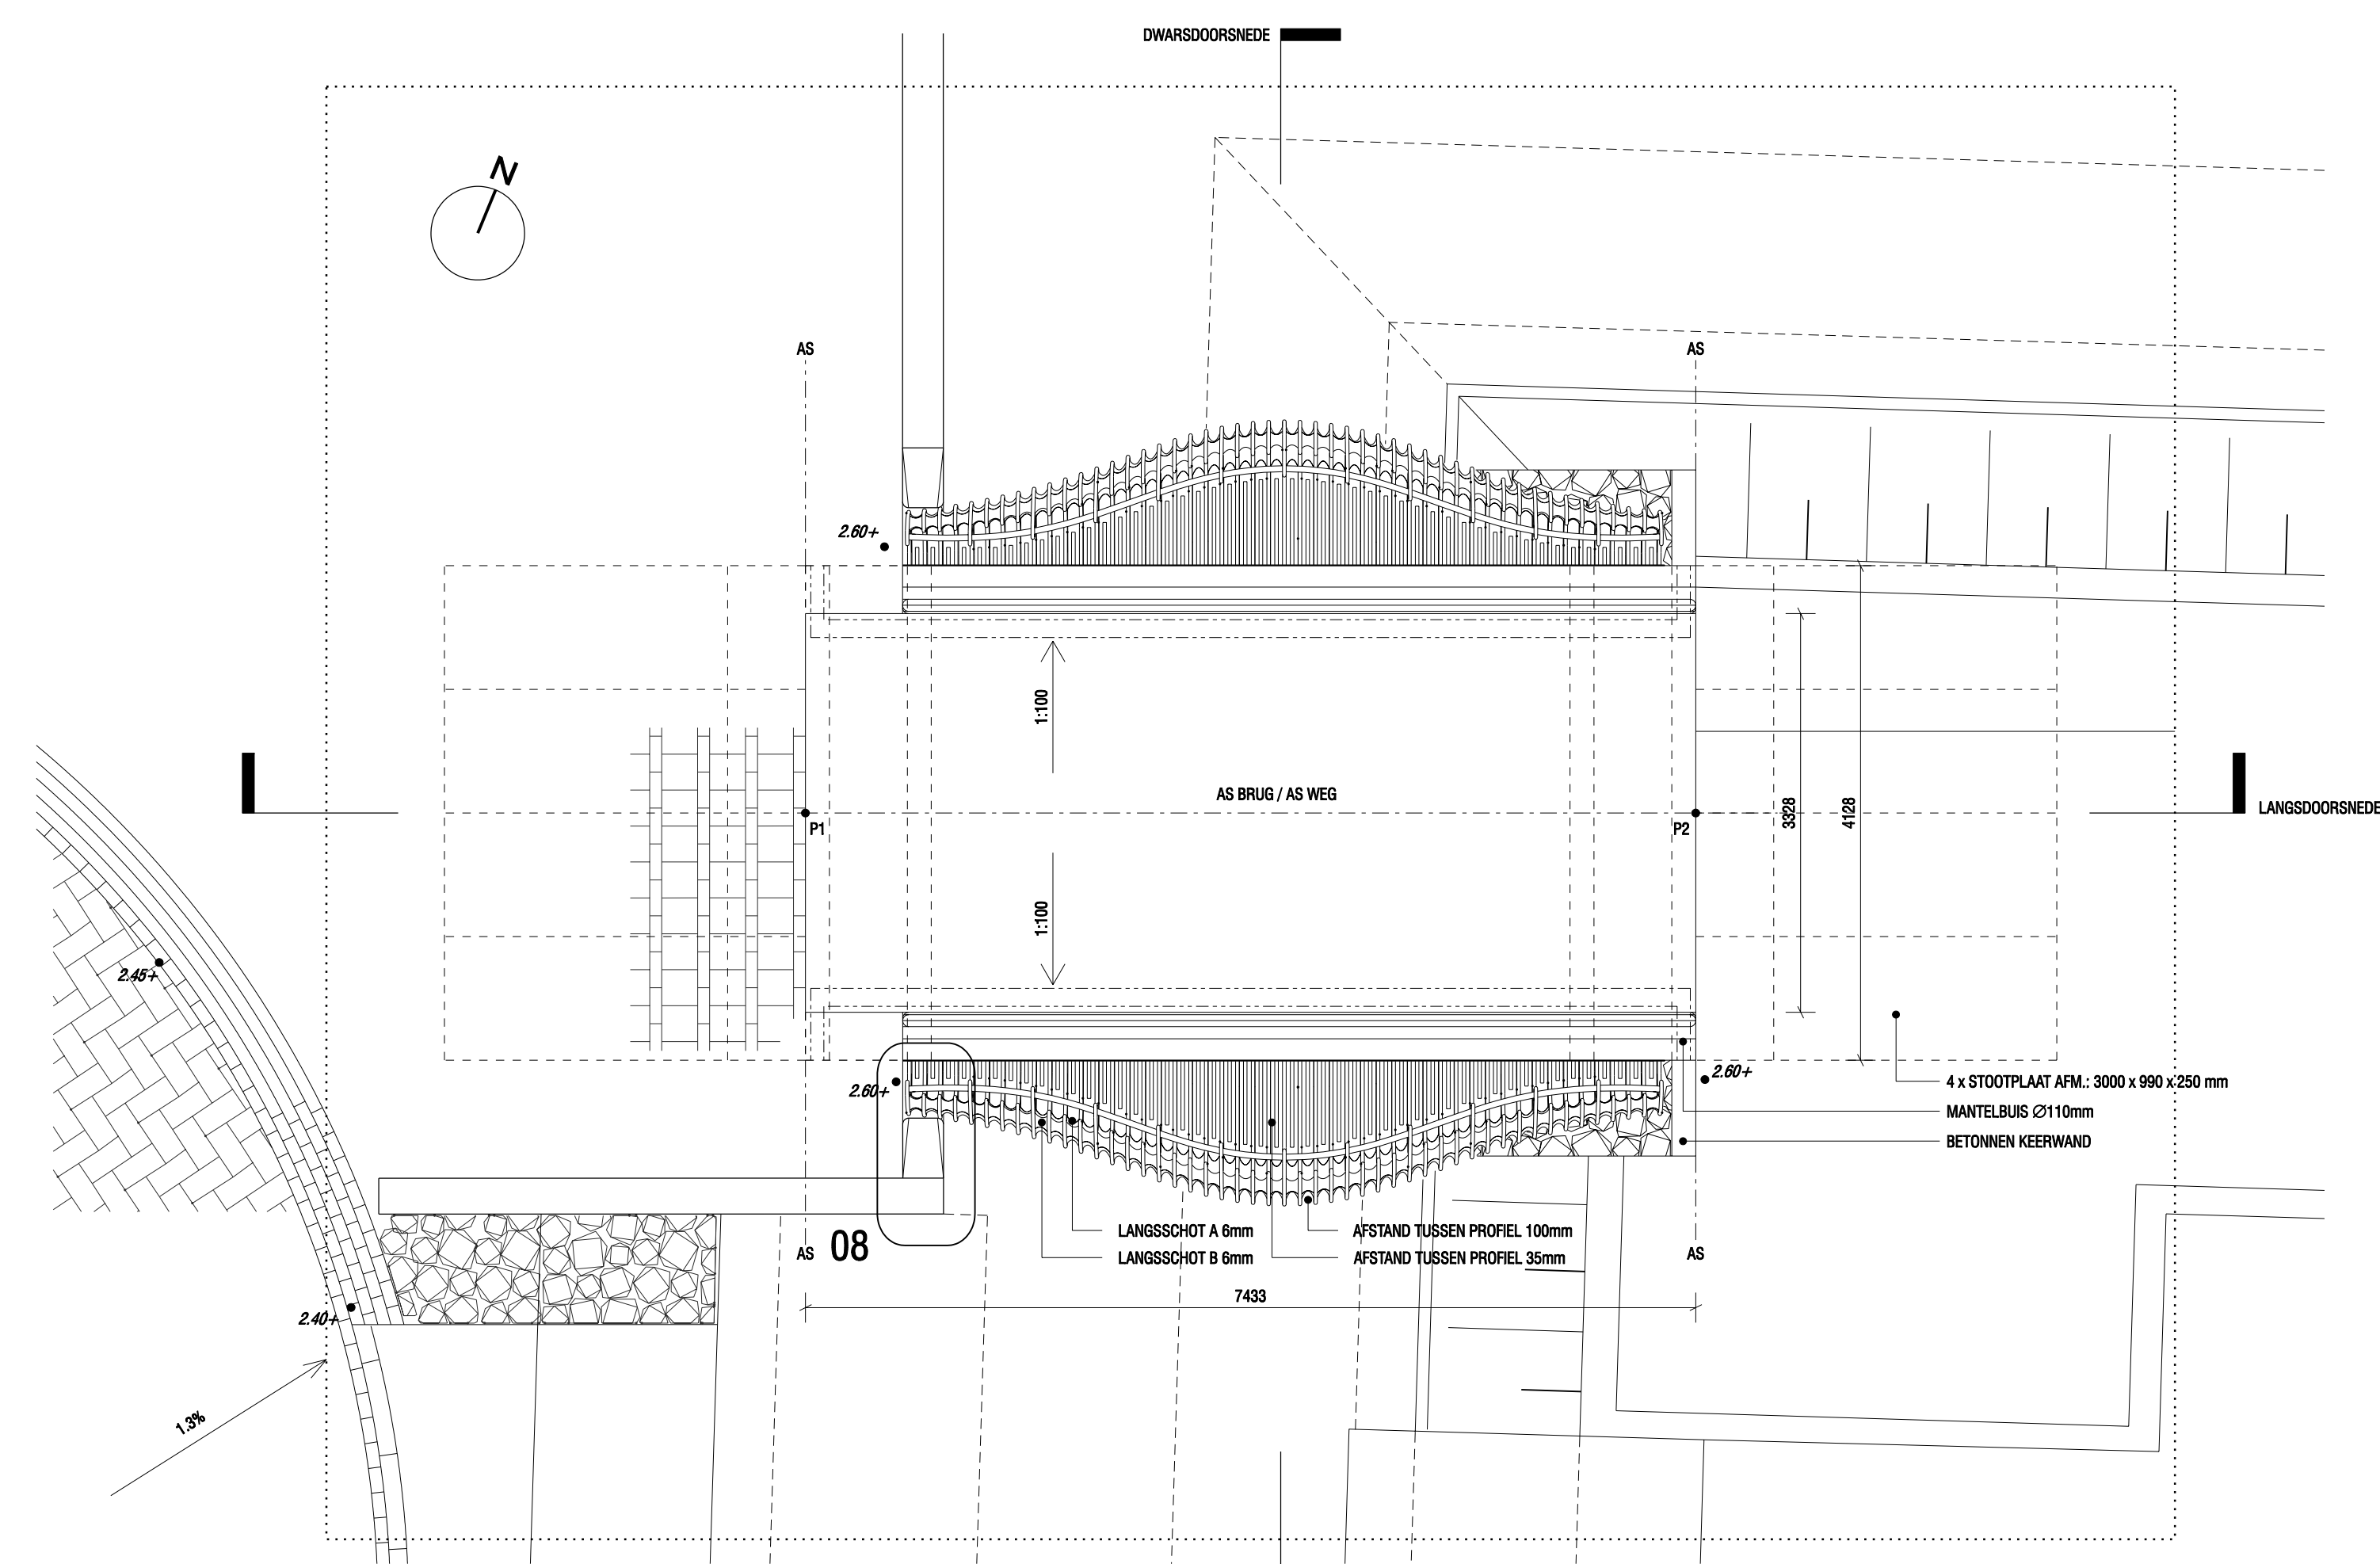 DWARSDOORSNEDE
N
AS
AS
2.60+
1:100
AS BRUG / AS WEG
3328
4128
LANGSDOORSNEDE
P1
P2
1:100
2.45+
2.60+
2.60+
4 x STOOTPLAAT AFM.: 3000 x 990 x 250 mm
MANTELBUIS Ø110mm
BETONNEN KEERWAND
LANGSSCHOT A 6mm
AFSTAND TUSSEN PROFIEL 100mm
AS
08
LANGSSCHOT B 6mm
AFSTAND TUSSEN PROFIEL 35mm
AS
7433
2.40+
1.3%